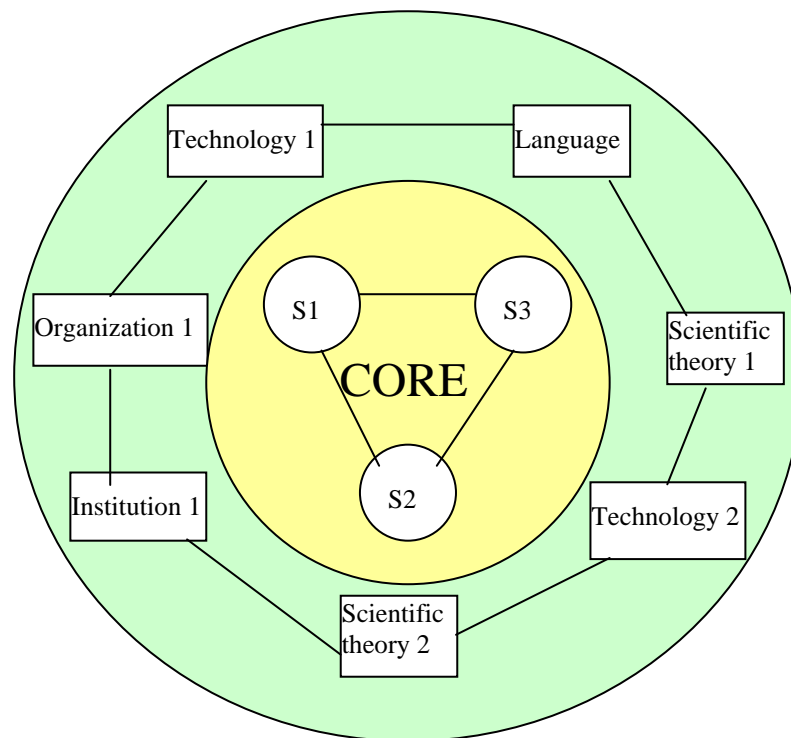 Technology 1
Language
S1
S3
Organization 1
Scientific
theory 1
CORE
S2
Institution 1
Technology 2
Scientific
theory 2